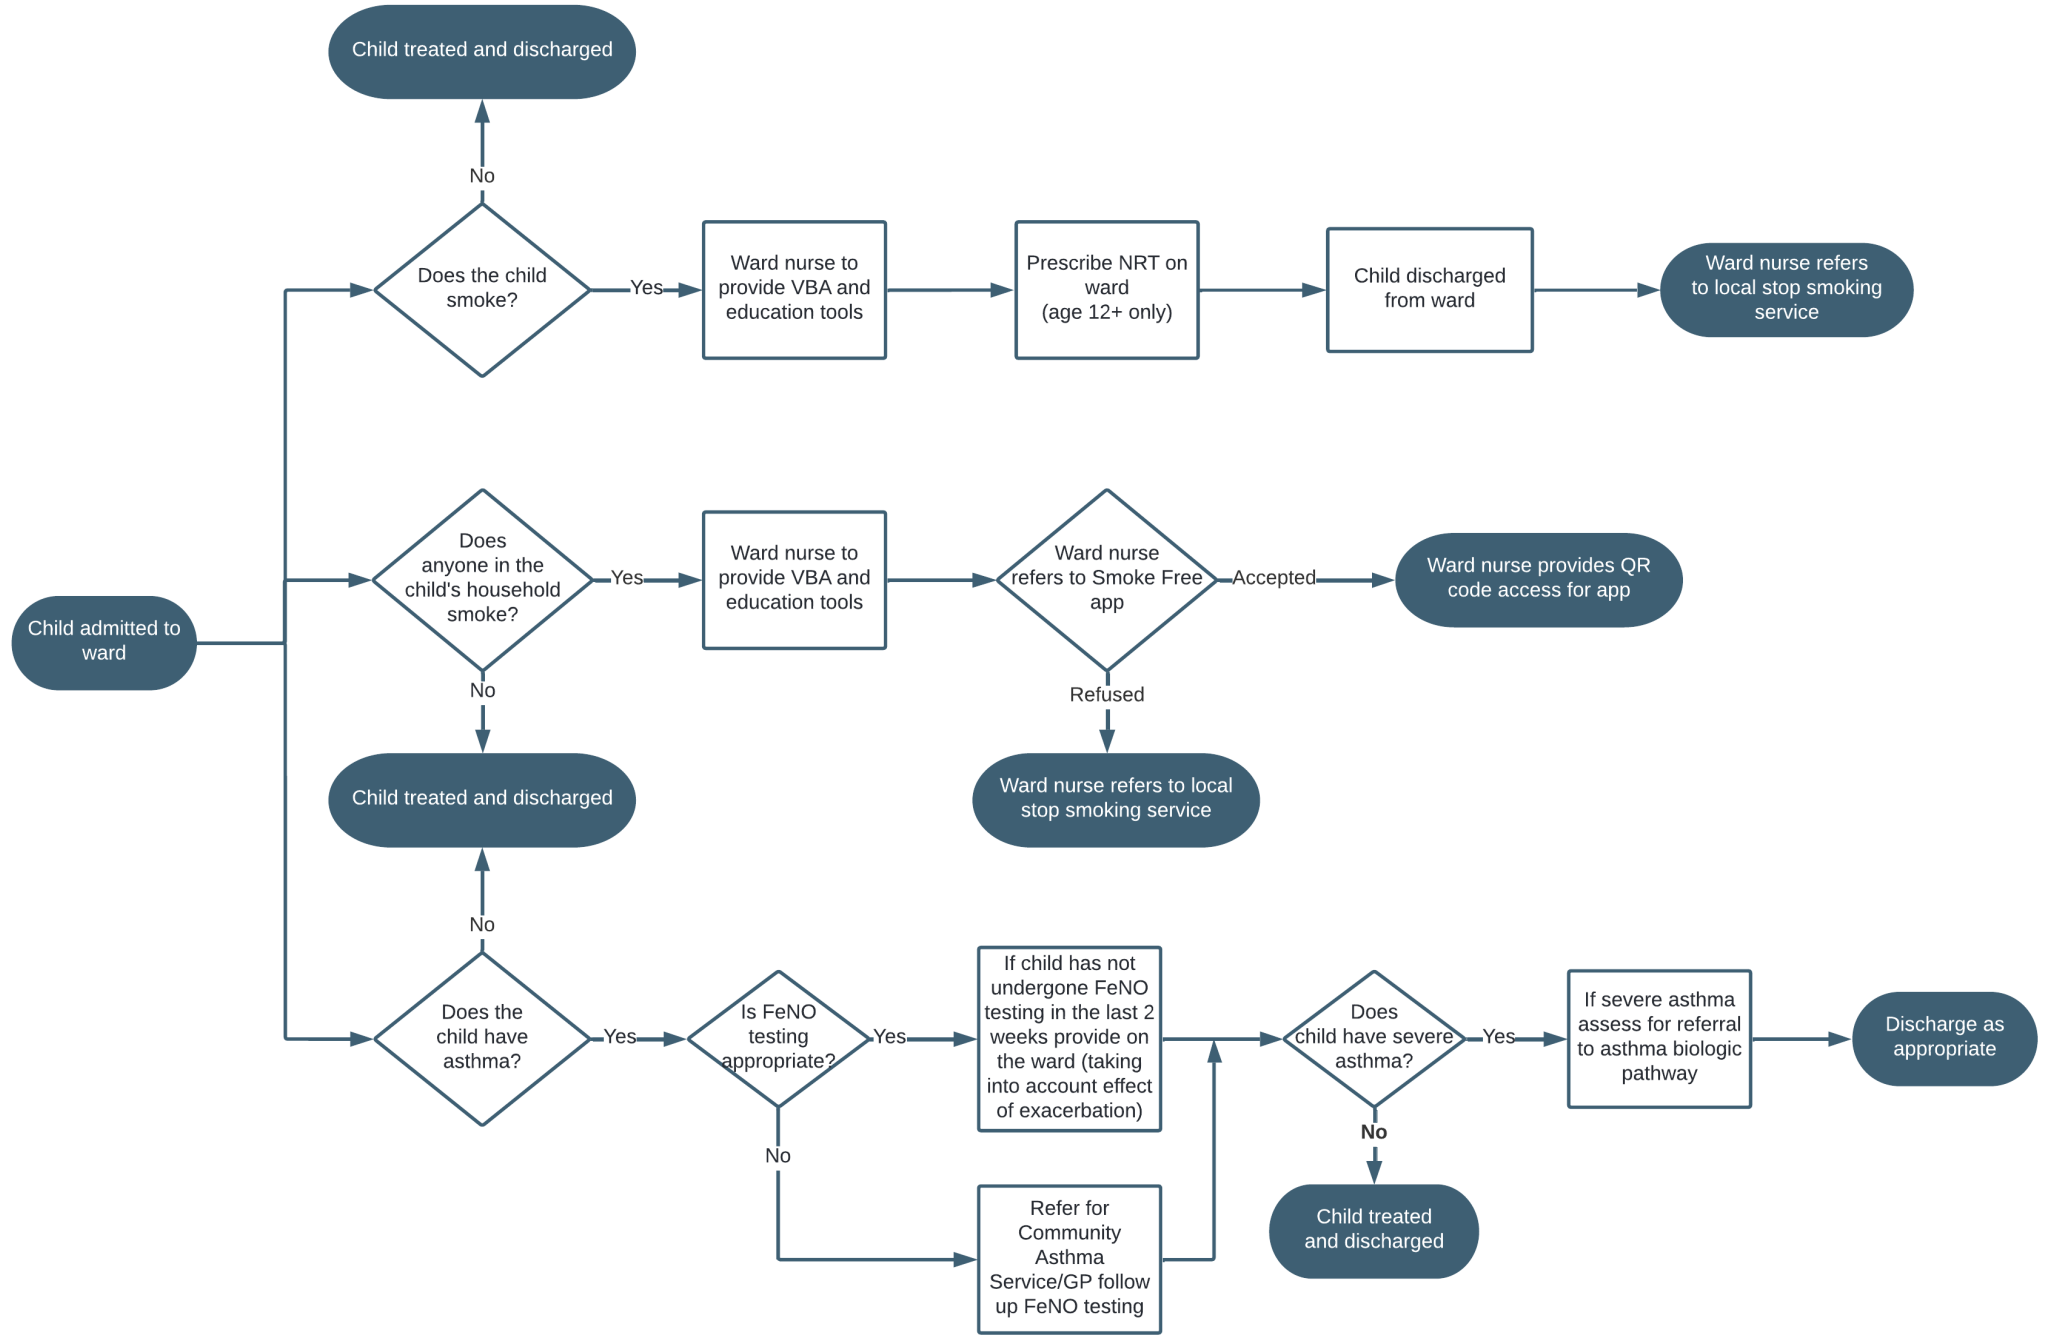 Child treated and discharged
No
Does the child
smoke?
Yes
Ward nurse to
provide VBA and
education tools
Prescribe NRT on
ward
(age 12+ only)
Child discharged
from ward
Ward nurse refers
to local stop smoking
service
Child admitted to
ward
Does
anyone in the
child's household
smoke?
Yes
Ward nurse to
provide VBA and
education tools
Ward nurse
refers to Smoke Free
app
Accepted
Ward nurse provides QR
code access for app
No
Refused
Child treated and discharged
Ward nurse refers to local
stop smoking service
No
Does the
child have
asthma?
Yes
Is FeNO
testing
appropriate?
Yes
If child has not
undergone FeNO
testing in the last 2
weeks provide on
the ward (taking
into account effect
of exacerbation)
Does
child have severe
asthma?
Yes
If severe asthma
assess for referral
to asthma biologic
pathway
Discharge as
appropriate
No
No
Refer for
Community
Asthma
Service/GP follow
up FeNO testing
Child treated
and discharged